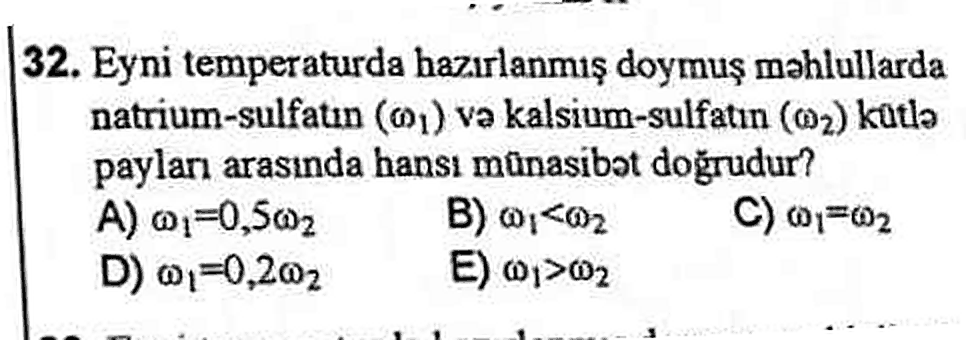 32. Eyni temperaturda hazırlanmış doymuş məhlullarda
natrium-sulfatın (ω₁) və kalsium-sulfatın (ω₂) kütlə
payları arasında hansı münasibət doğrudur?
A) ω₁=0,5ω₂ B) ω₁<ω₂ C) ω₁=ω₂
D) ω₁=0,2ω₂ E) ω₁>ω₂